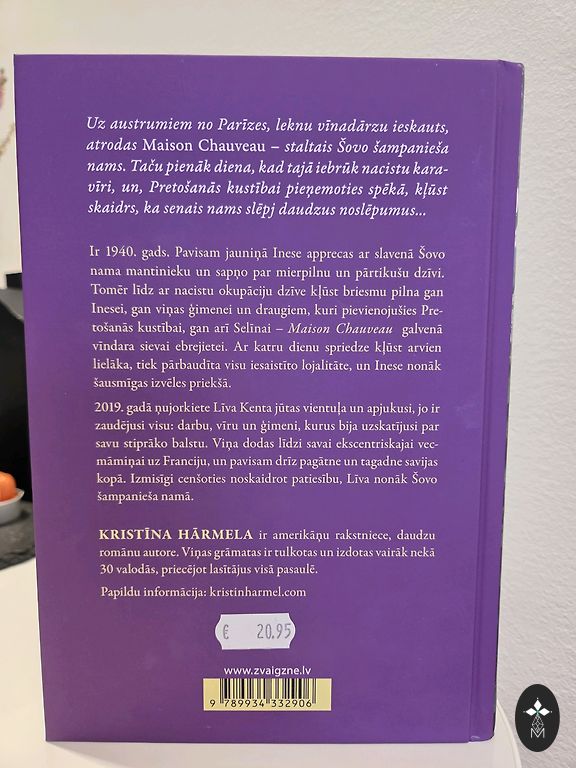 Uz austrumiem no Parīzes, leknu vīnadārzu ieskauts,
atrodas Maison Chauveau – staltais Šovo šampanieša
nams. Taču pienāk diena, kad tajā iebrūk nacistu kara-
vīri, un, Pretošanās kustībai pieņemoties spēkā, kļūst
skaidrs, ka senais nams slēpj daudzus noslēpumus...
Ir 1940. gads. Pavisam jauniņā Inese apprecas ar slavenā Šovo
nama mantinieku un sapņo par mierpilnu un pārtikušu dzīvi.
Tomēr līdz ar nacistu okupāciju dzīve kļūst briesmu pilna gan
Inesei, gan viņas ģimenei un draugiem, kuri pievienojušies Pre-
tošanās kustībai, gan arī Selīnai – Maison Chauveau galvenā
vīndara sievai ebrejietei. Ar katru dienu spriedze kļūst arvien
lielāka, tiek pārbaudīta visu iesaistīto lojalitāte, un Inese nonāk
šausmīgas izvēles priekšā.
2019. gadā ņujorkiete Līva Kenta jūtas vientuļa un apjukusi, jo ir
zaudējusi visu: darbu, vīru un ģimeni, kurus bija uzskatījusi par
savu stiprāko balstu. Viņa dodas līdzi savai ekscentriskajai vec-
māmiņai uz Franciju, un pavisam drīz pagātne un tagadne savijas
kopā. Izmisīgi cenšoties noskaidrot patiesību, Līva nonāk Šovo
šampanieša namā.
KRISTĪNA HĀRMELA ir amerikāņu rakstniece, daudzu
romānu autore. Viņas grāmatas ir tulkotas un izdotas vairāk nekā
30 valodās, priecējot lasītājus visā pasaulē.
Papildu informācija: kristinharmel.com
€ 20.95
www.zvaigzne.lv
9 789934 332906